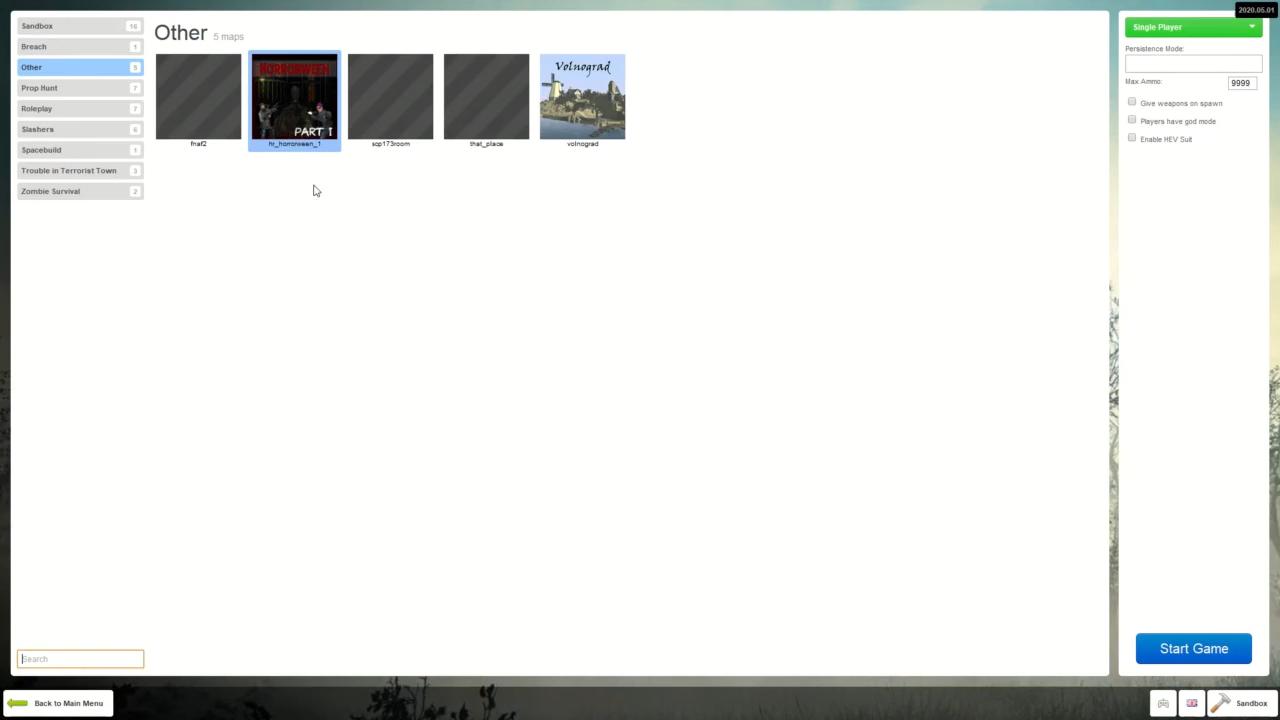 2020.05.01
Sandbox 16
Breach 1
Other 5
Prop Hunt 7
Roleplay 7
Slashers 6
Spacebuild 1
Trouble in Terrorist Town 3
Zombie Survival 2
Search
Other 5 maps
HORRORWEEN
PART I
Volnograd
fnaf2
hr_horrorween_1
scp173room
that_place
volnograd
Single Player
Persistence Mode:
Max Ammo: 9999
Give weapons on spawn
Players have god mode
Enable HEV Suit
Start Game
Back to Main Menu
Sandbox